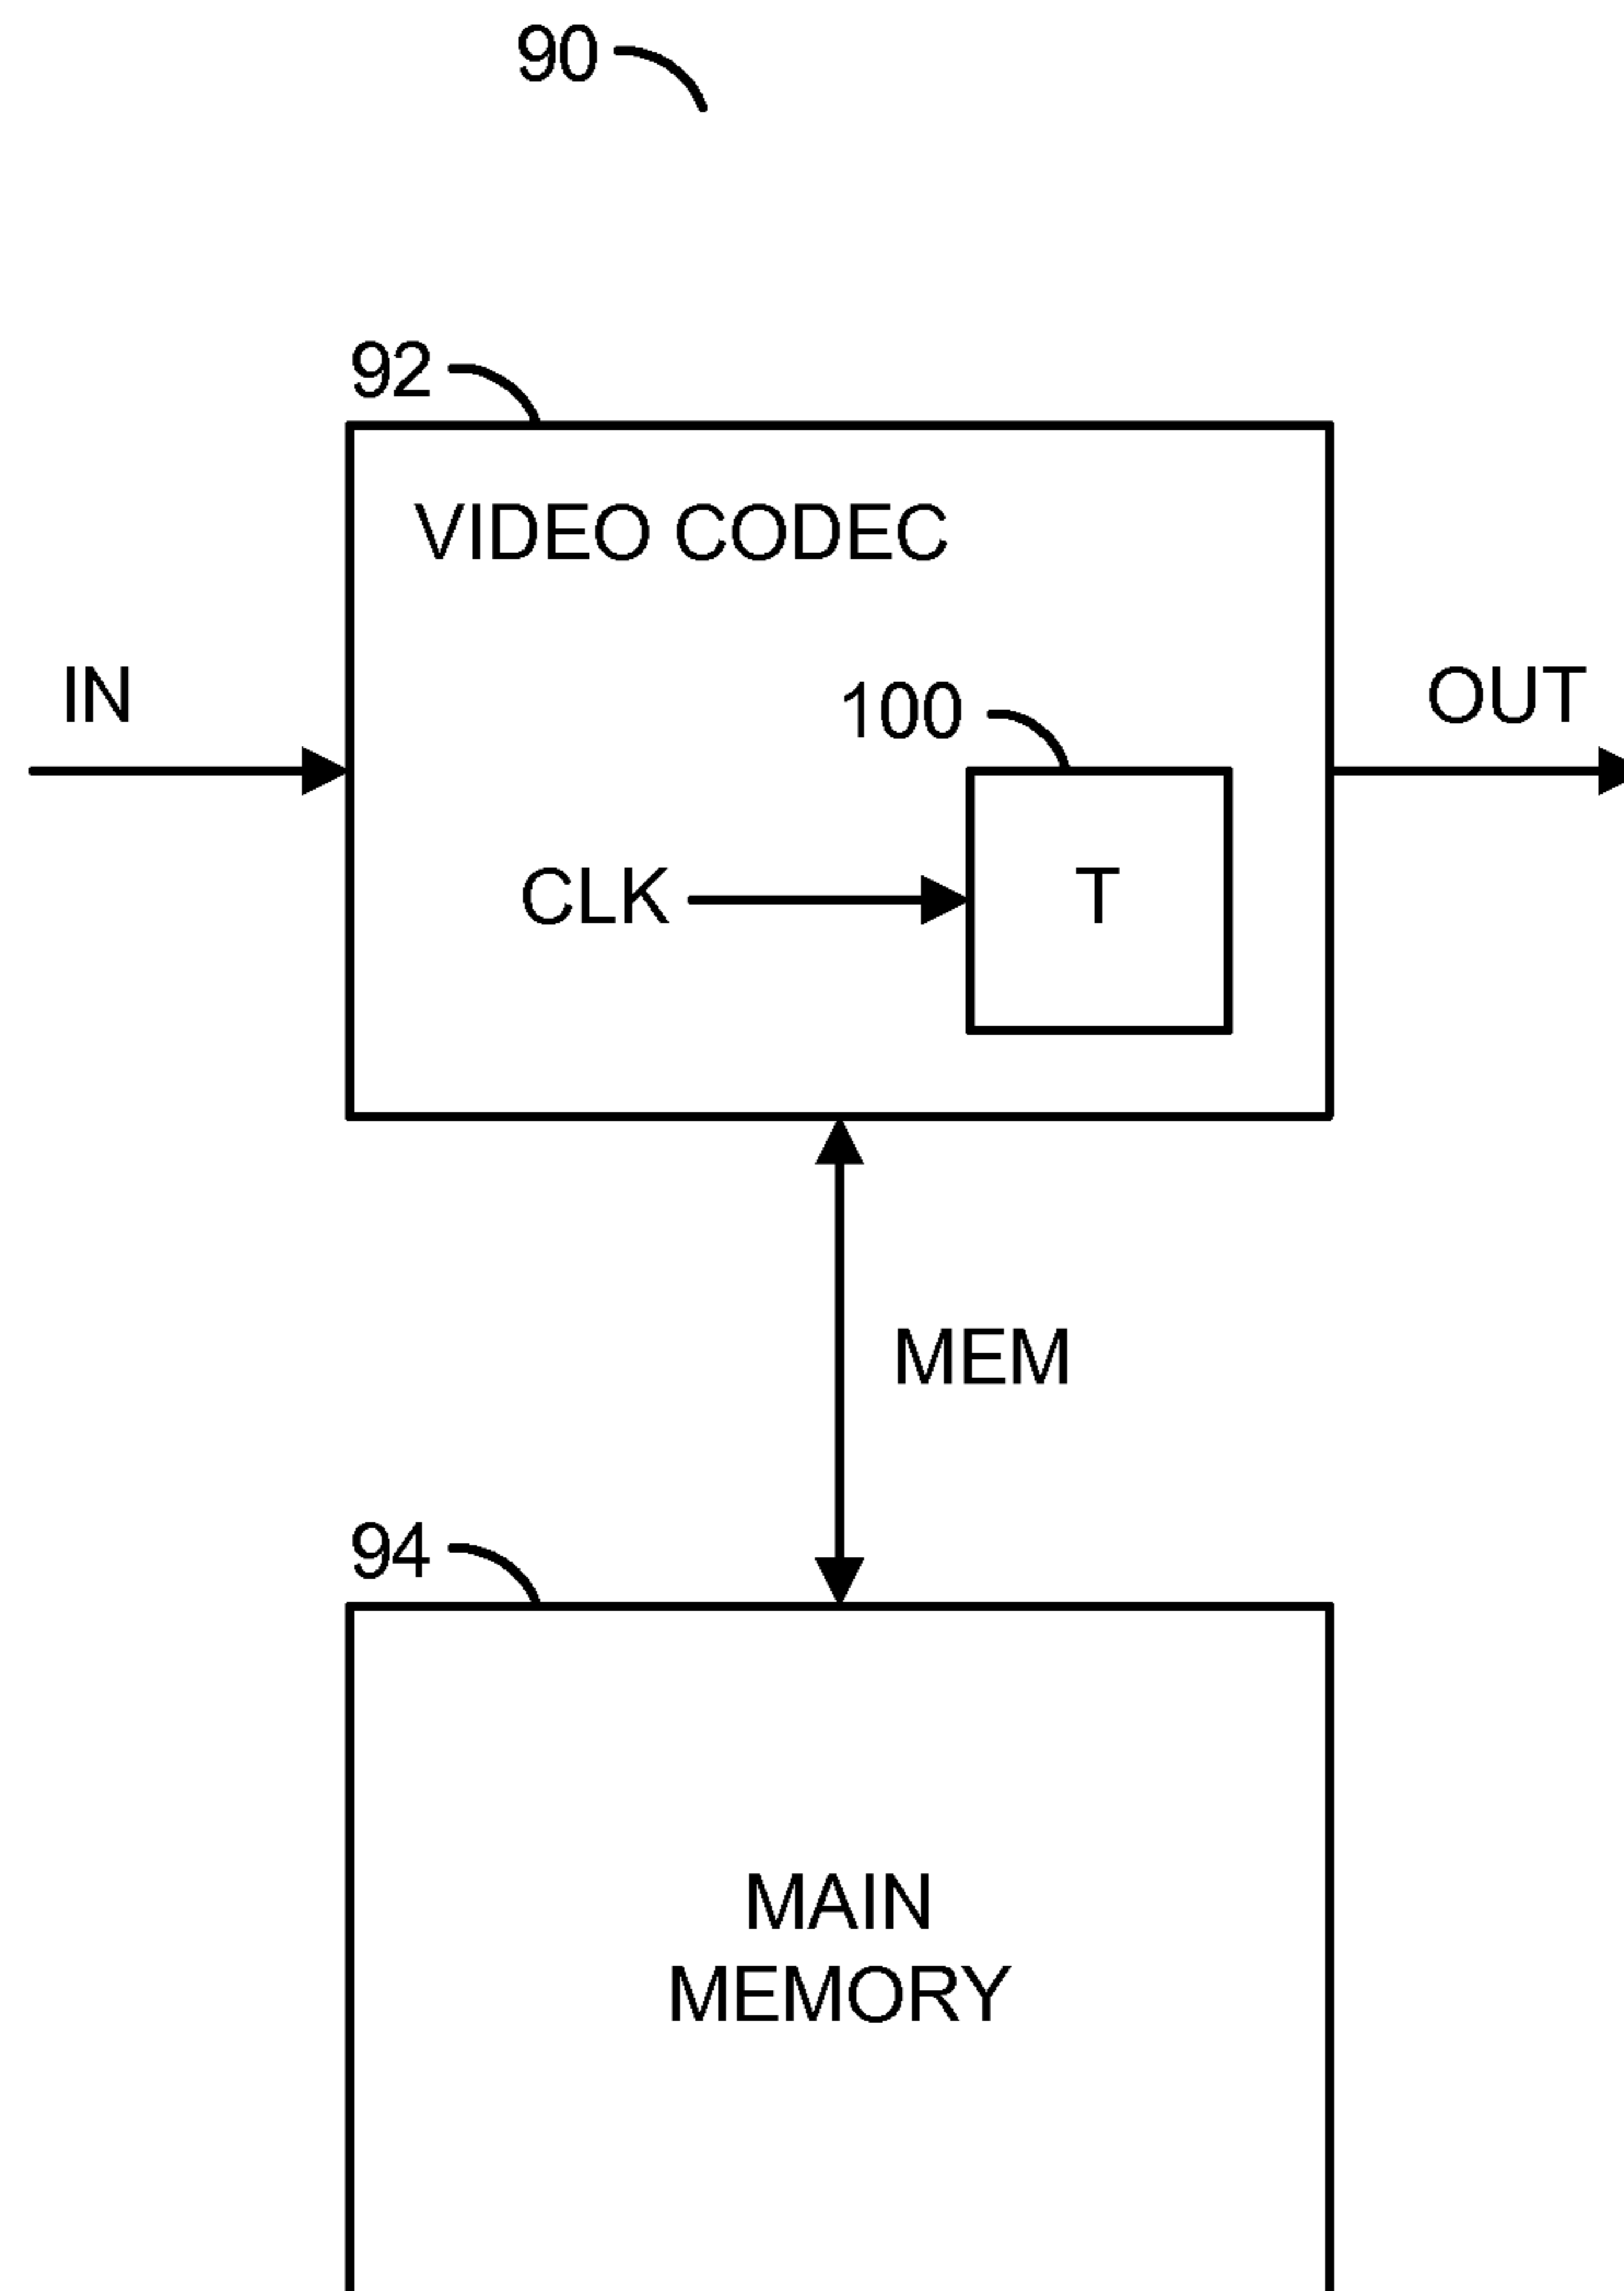 90
92
VIDEO CODEC
IN
100
OUT
CLK
T
MEM
94
MAIN
MEMORY